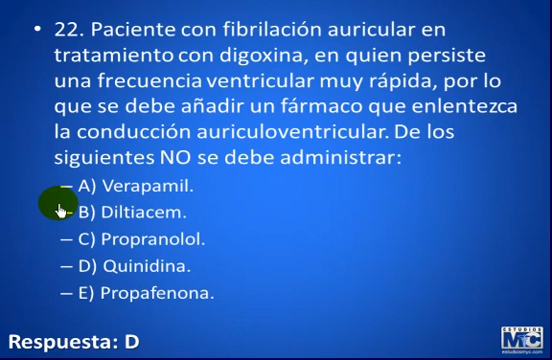 • 22. Paciente con fibrilación auricular en
tratamiento con digoxina, en quien persiste
una frecuencia ventricular muy rápida, por lo
que se debe añadir un fármaco que enlentezca
la conducción auriculoventricular. De los
siguientes NO se debe administrar:
– A) Verapamil.
– B) Diltiacem.
– C) Propranolol.
– D) Quinidina.
– E) Propafenona.
Respuesta: D
ESTUDIOS
MC
estudiosmyc.com